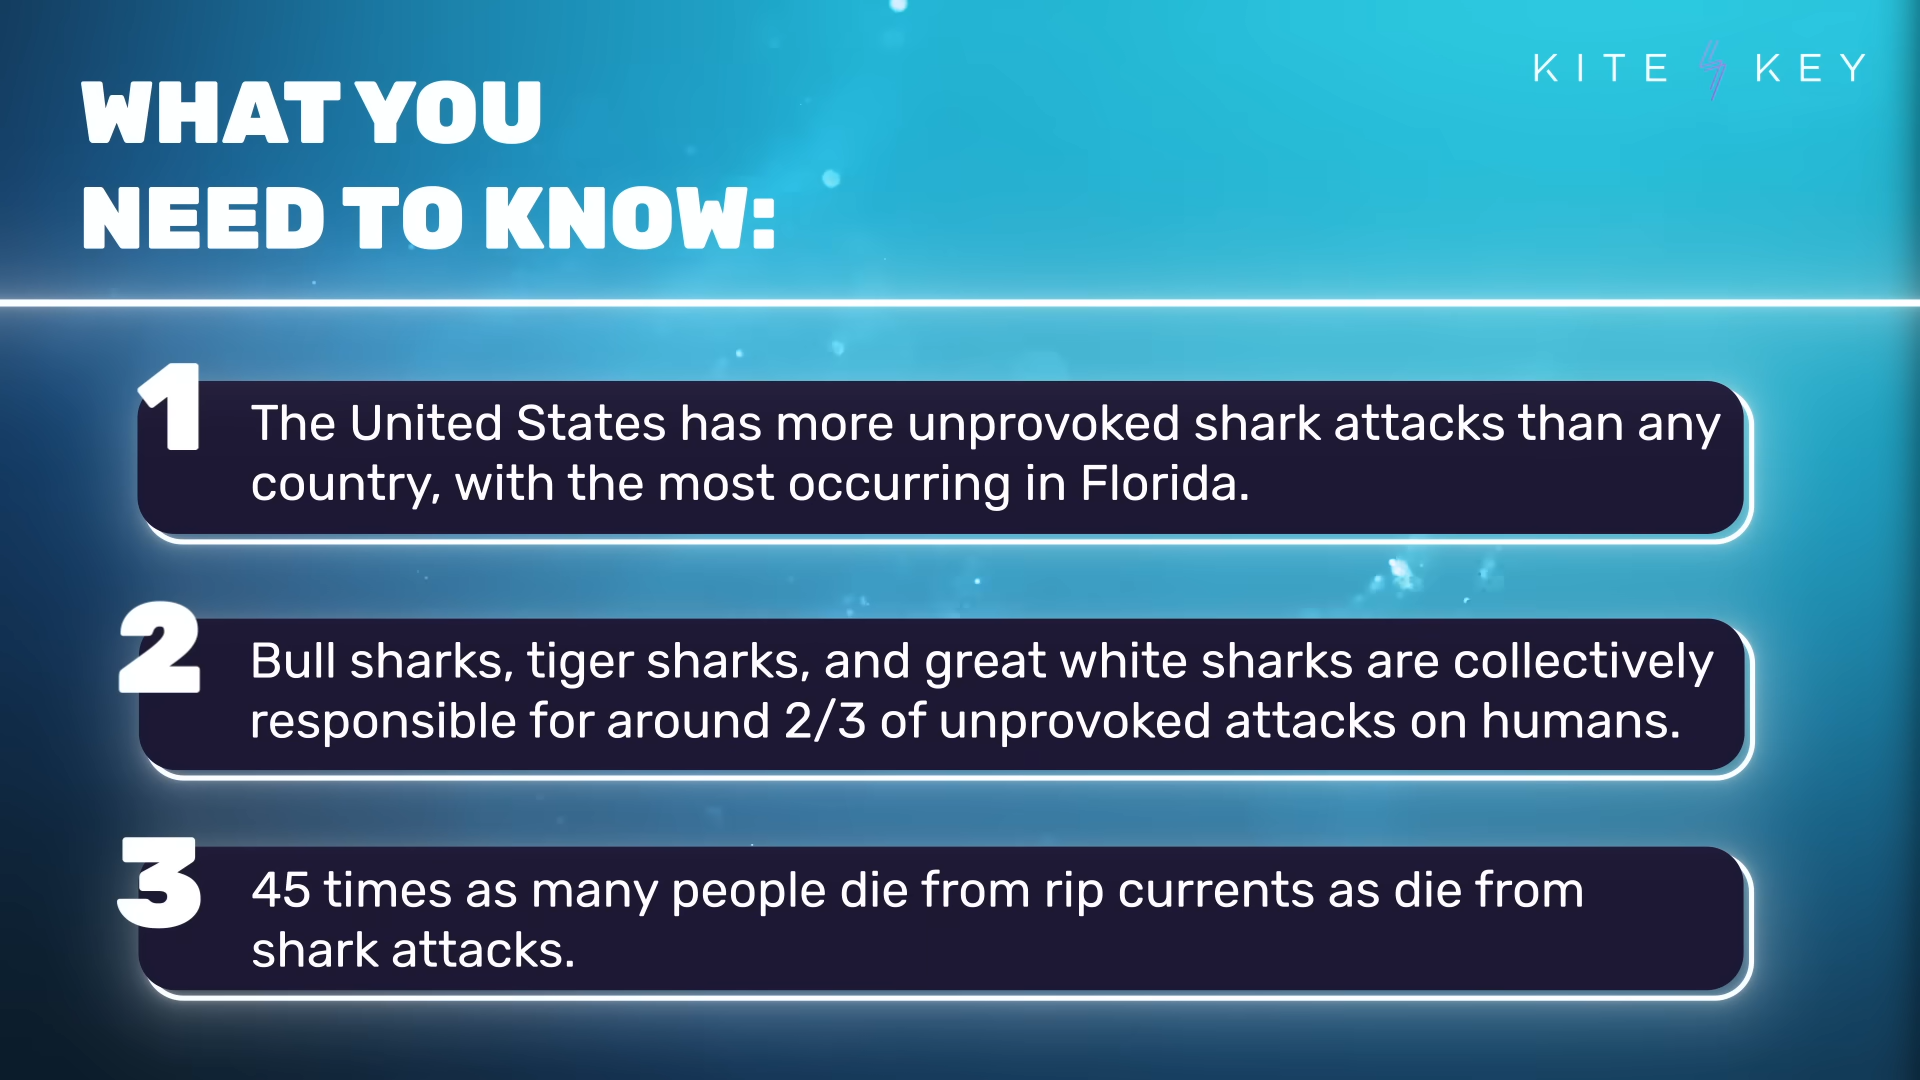 KITE KEY
WHAT YOU
NEED TO KNOW:
1
The United States has more unprovoked shark attacks than any
country, with the most occurring in Florida.
2
Bull sharks, tiger sharks, and great white sharks are collectively
responsible for around 2/3 of unprovoked attacks on humans.
3
45 times as many people die from rip currents as die from
shark attacks.